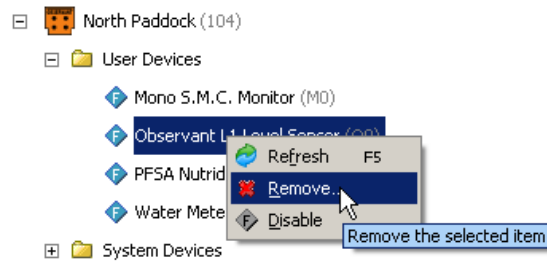 North Paddock (104)
User Devices
Mono S.M.C. Monitor (M0)
Observant L1 Level Sensor
Refresh F5
PFSA Nutrid
Remove...
Water Mete
Disable
Remove the selected item
System Devices